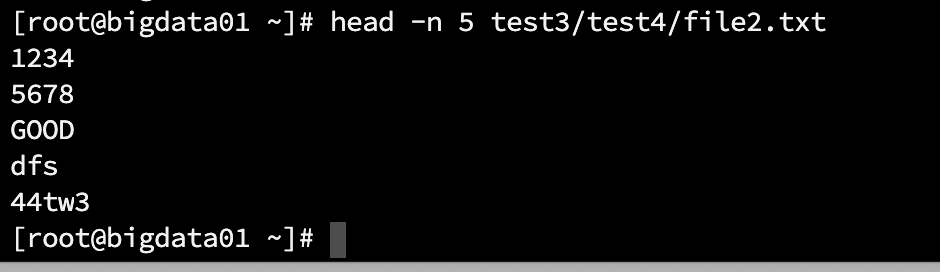 [root@bigdata01 ~]# head -n 5 test3/test4/file2.txt
1234
5678
GOOD
dfs
44tw3
[root@bigdata01 ~]#